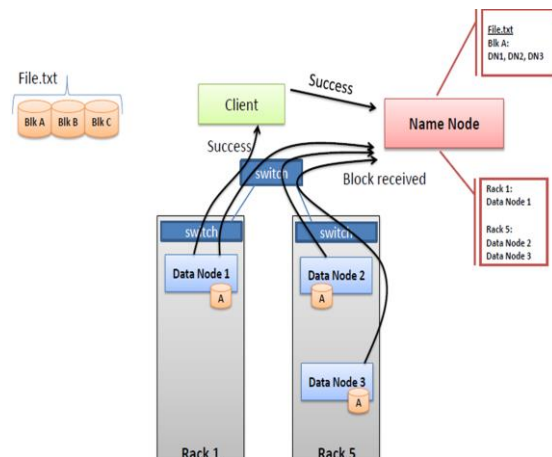 File.txt
Blk A Blk B Blk C
Client
Success
Name Node
File.txt
Blk A:
DN1, DN2, DN3
Success
switch
Block received
Rack 1:
Data Node 1
Rack 5:
Data Node 2
Data Node 3
switch
switch
Data Node 1
A
Data Node 2
A
Data Node 3
A
Rack 1
Rack 5